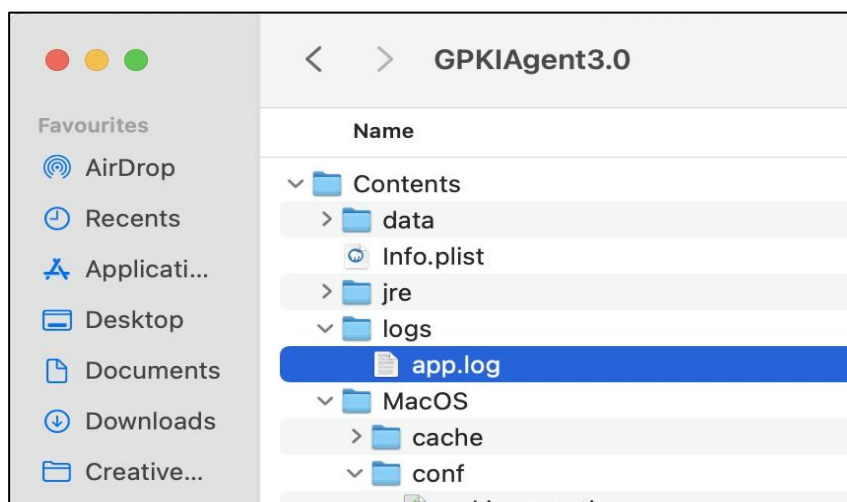 GPKIAgent3.0
Favourites
AirDrop
Recents
Applicati...
Desktop
Documents
Downloads
Creative...
Name
Contents
data
Info.plist
jre
logs
app.log
MacOS
cache
conf